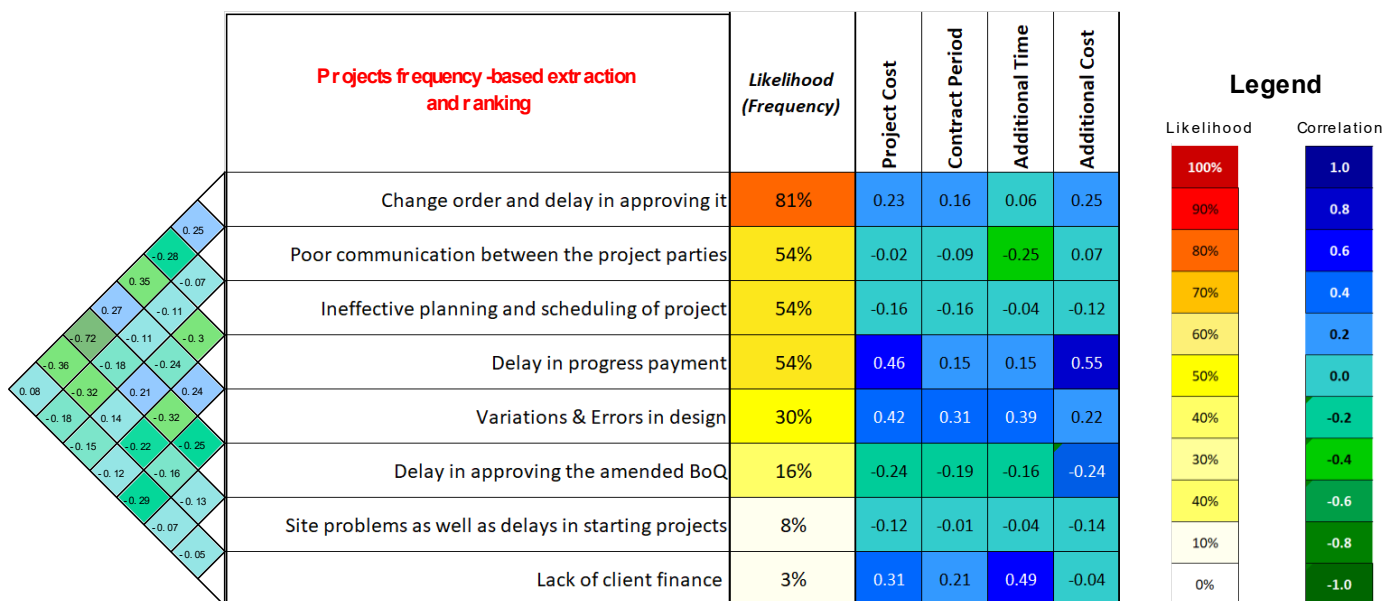 Projects frequency-based extraction
and ranking
Likelihood
(Frequency)
Project Cost
Contract Period
Additional Time
Additional Cost
Legend
Likelihood Correlation
Change order and delay in approving it 81% 0.23 0.16 0.06 0.25
Poor communication between the project parties 54% -0.02 -0.09 -0.25 0.07
Ineffective planning and scheduling of project 54% -0.16 -0.16 -0.04 -0.12
Delay in progress payment 54% 0.46 0.15 0.15 0.55
Variations & Errors in design 30% 0.42 0.31 0.39 0.22
Delay in approving the amended BoQ 16% -0.24 -0.19 -0.16 -0.24
Site problems as well as delays in starting projects 8% -0.12 -0.01 -0.04 -0.14
Lack of client finance 3% 0.31 0.21 0.49 -0.04
0.25
-0.28
0.35 -0.07
0.27 -0.11
-0.72 -0.11 -0.3
-0.36 -0.18 -0.24
0.08 -0.32 0.21 0.24
-0.18 0.14 -0.32
-0.15 -0.22 -0.25
-0.12 -0.16
-0.29 -0.13
-0.07
-0.05
100% 1.0
90% 0.8
80% 0.6
70% 0.4
60% 0.2
50% 0.0
40% -0.2
30% -0.4
40% -0.6
10% -0.8
0% -1.0